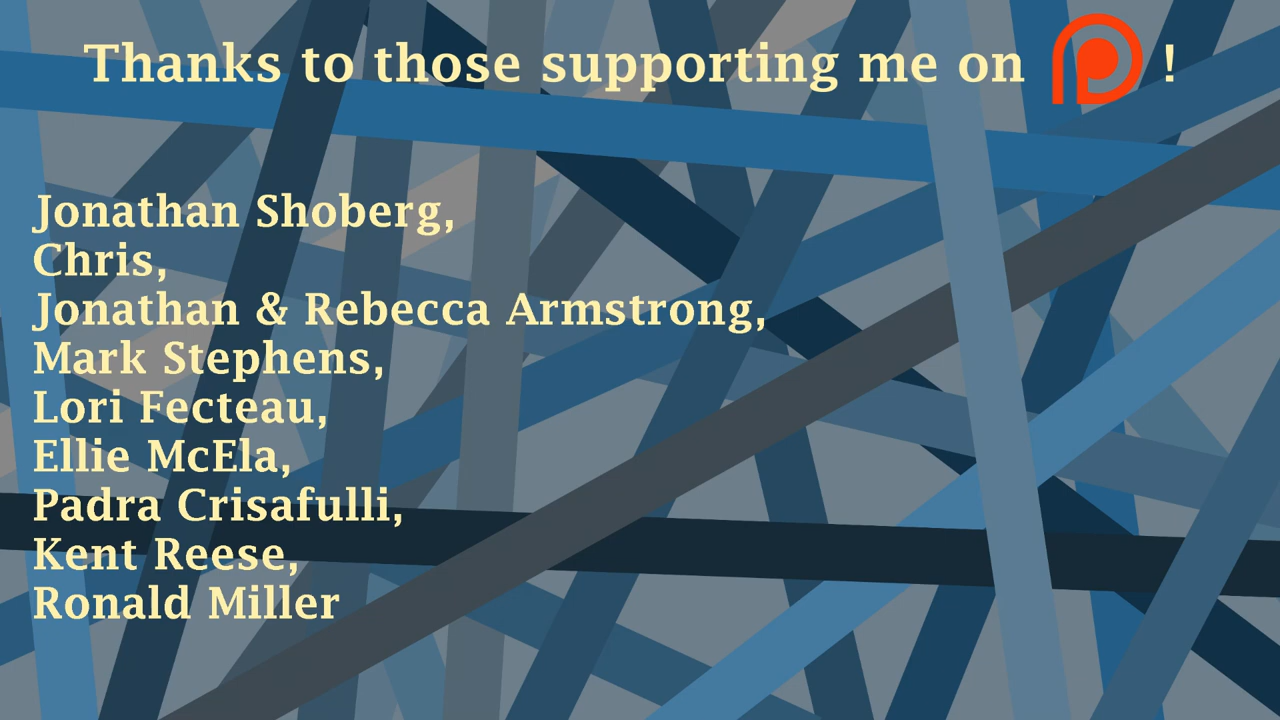 Thanks to those supporting me on !
Jonathan Shoberg,
Chris,
Jonathan & Rebecca Armstrong,
Mark Stephens,
Lori Fecteau,
Ellie McEla,
Padra Crisafulli,
Kent Reese,
Ronald Miller